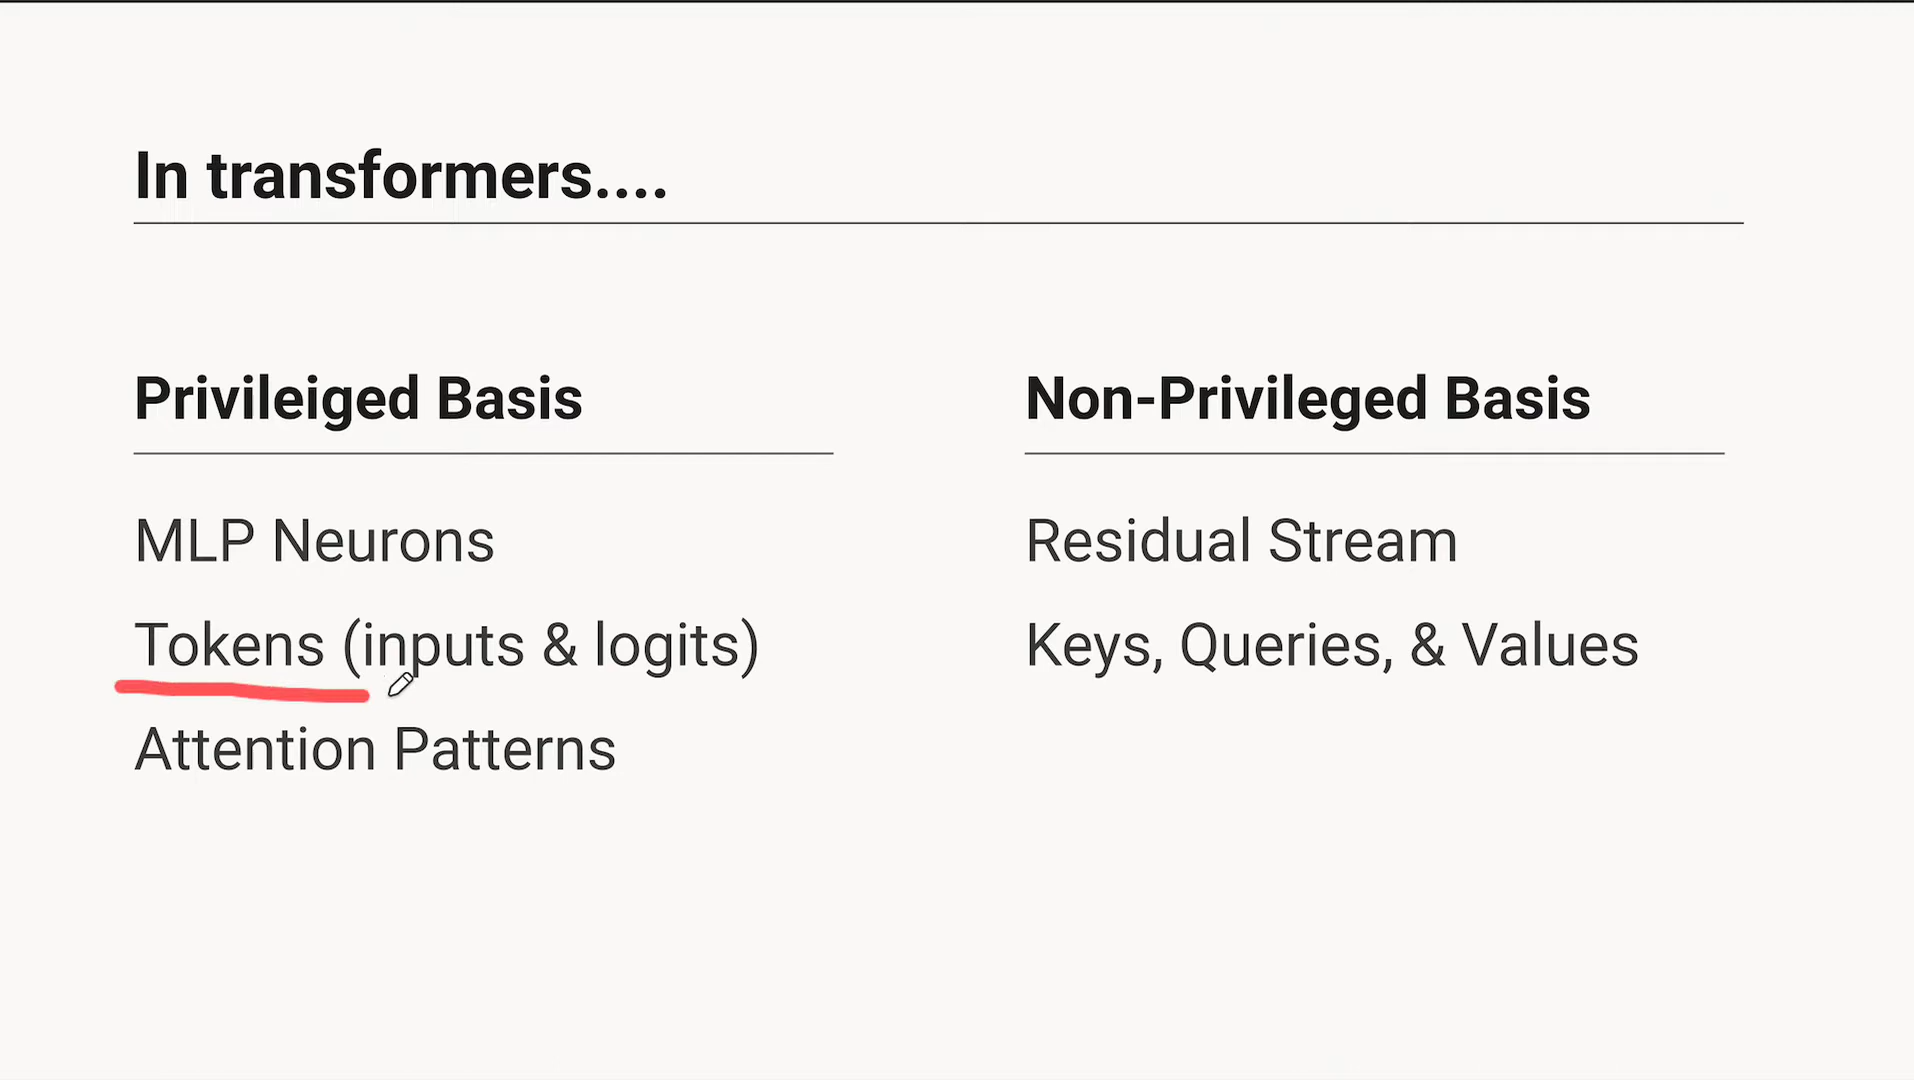 In transformers....
Privileiged Basis
MLP Neurons
Tokens (inputs & logits)
Attention Patterns
Non-Privileged Basis
Residual Stream
Keys, Queries, & Values